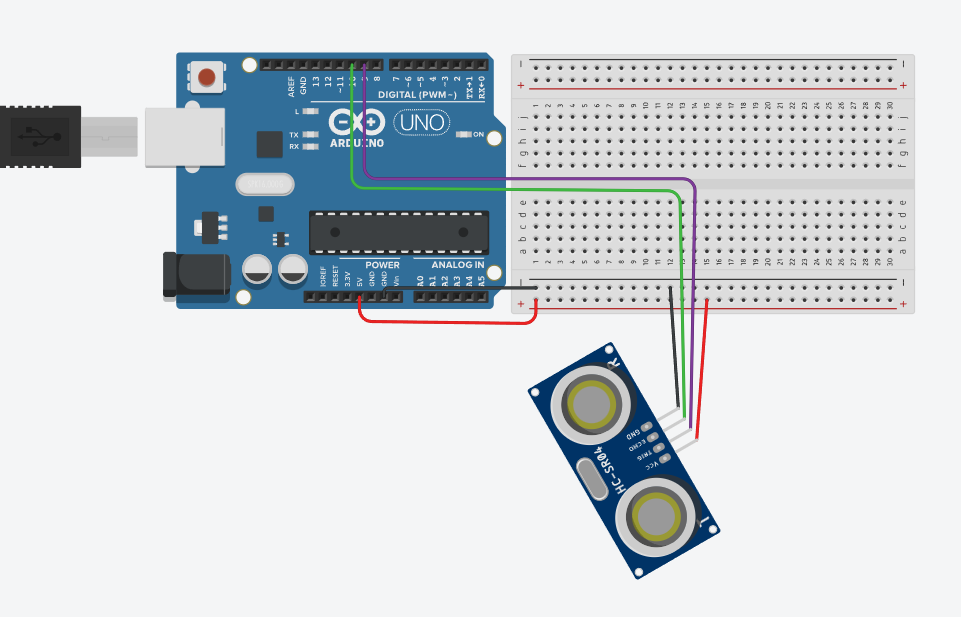 AREF
GND
13
12
~11
8
7
~6
~5
4
~3
2
TX→1
RX←0
DIGITAL (PWM~)
L
TX
RX
ARDUINO
UNO
ON
IOREF
RESET
3.3V
5V
GND
GND
Vin
POWER
ANALOG IN
A0
A1
A2
A3
A4
A5
− −
+ +
1 2 3 4 5 6 7 8 9 10 11 12 13 14 15 16 17 18 19 20 21 22 23 24 25 26 27 28 29 30
j j
i i
h h
g g
f f
e e
d d
c c
b b
a a
1 2 3 4 5 6 7 8 9 10 11 12 13 14 15 16 17 18 19 20 21 22 23 24 25 26 27 28 29 30
− −
+ +
R
GND
ECHO
TRIG
VCC
HC-SR04
T